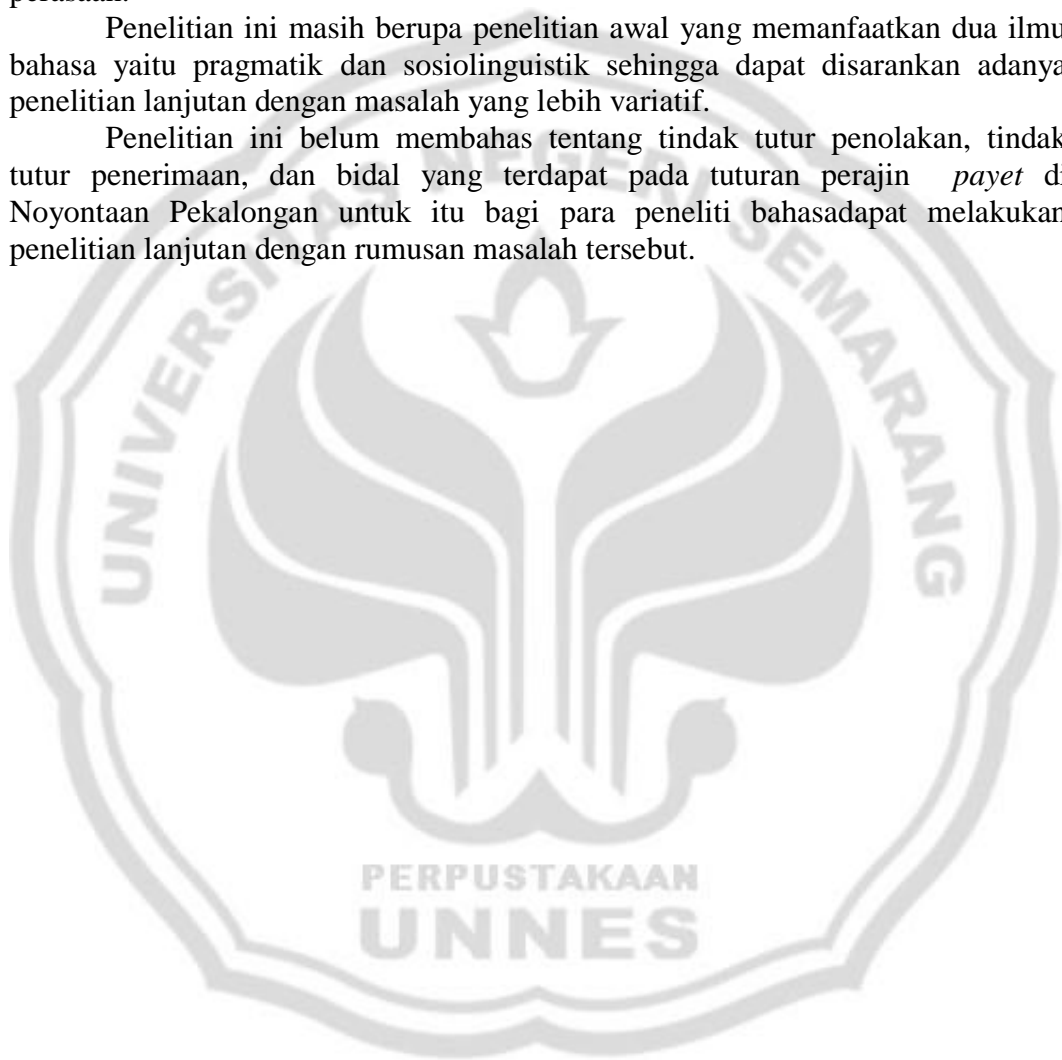 perasaan.
Penelitian ini masih berupa penelitian awal yang memanfaatkan dua ilmu
bahasa yaitu pragmatik dan sosiolinguistik sehingga dapat disarankan adanya
penelitian lanjutan dengan masalah yang lebih variatif.
Penelitian ini belum membahas tentang tindak tutur penolakan, tindak
tutur penerimaan, dan bidal yang terdapat pada tuturan perajin payet di
Noyontaan Pekalongan untuk itu bagi para peneliti bahasadapat melakukan
penelitian lanjutan dengan rumusan masalah tersebut.
UNIVERSITAS NEGERI SEMARANG
PERPUSTAKAAN
UNNES